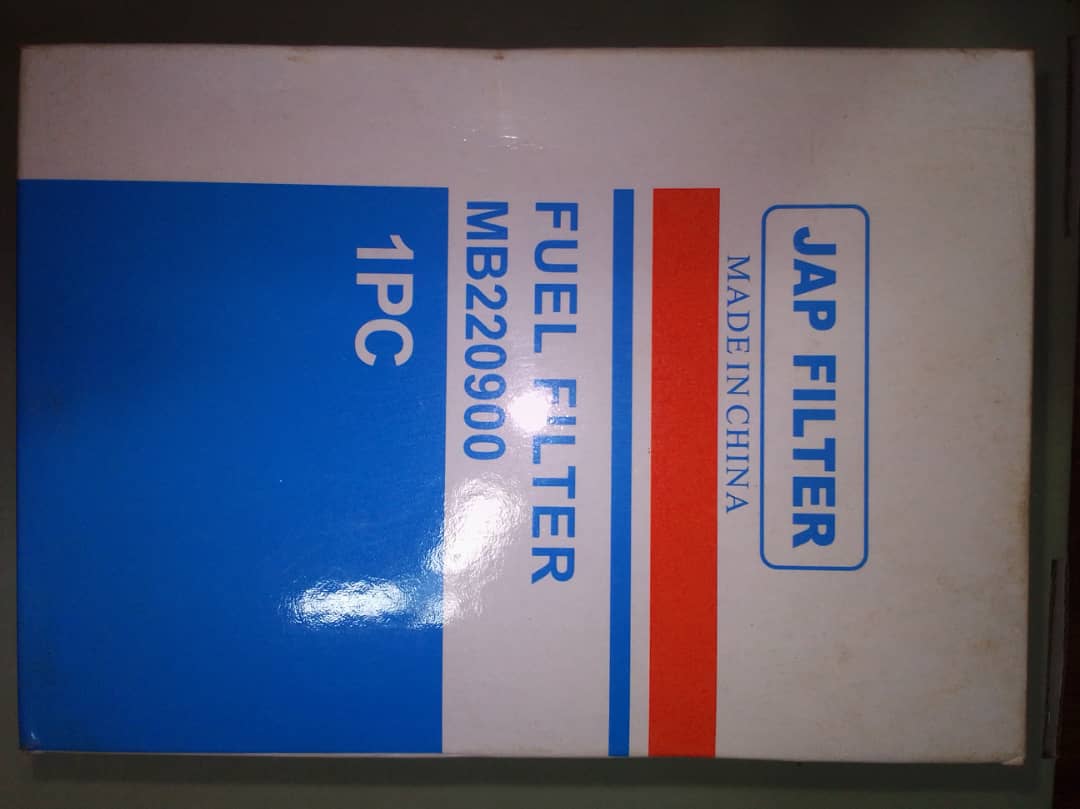 JAP FILTER
MADE IN CHINA
FUEL FILTER
MB220900
1PC